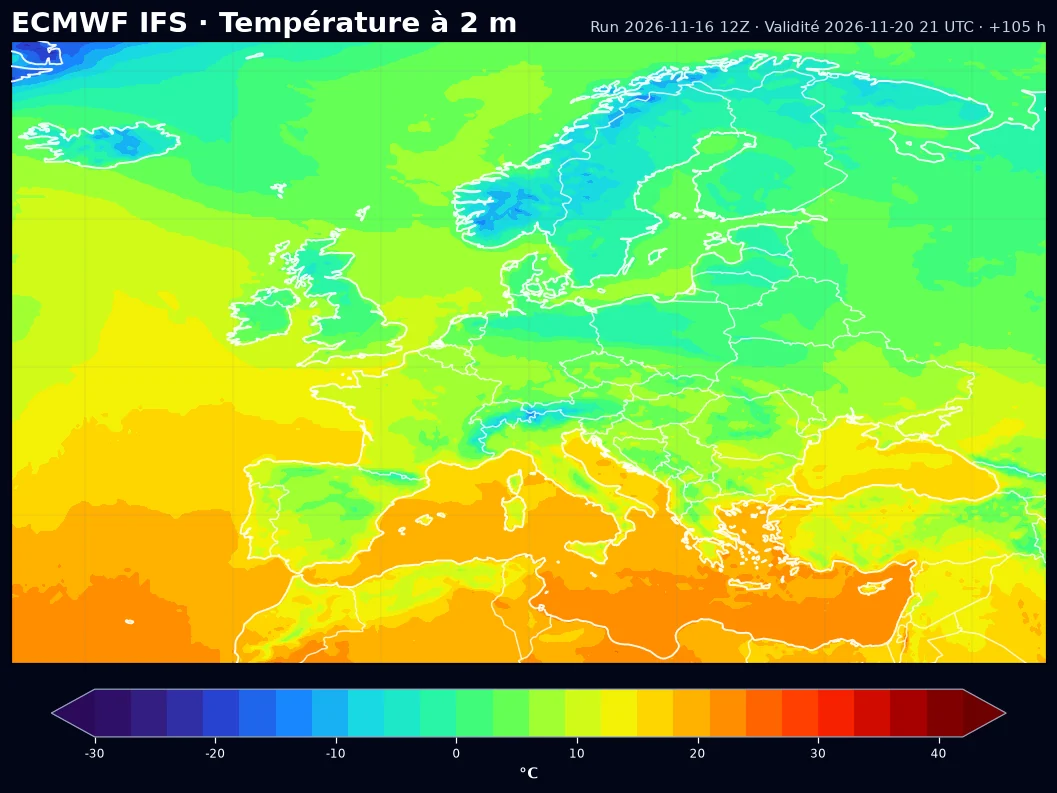 ECMWF IFS · Température à 2 m
Run 2026-11-16 12Z · Validité 2026-11-20 21 UTC · +105 h
-30 -20 -10 0 10 20 30 40
°C